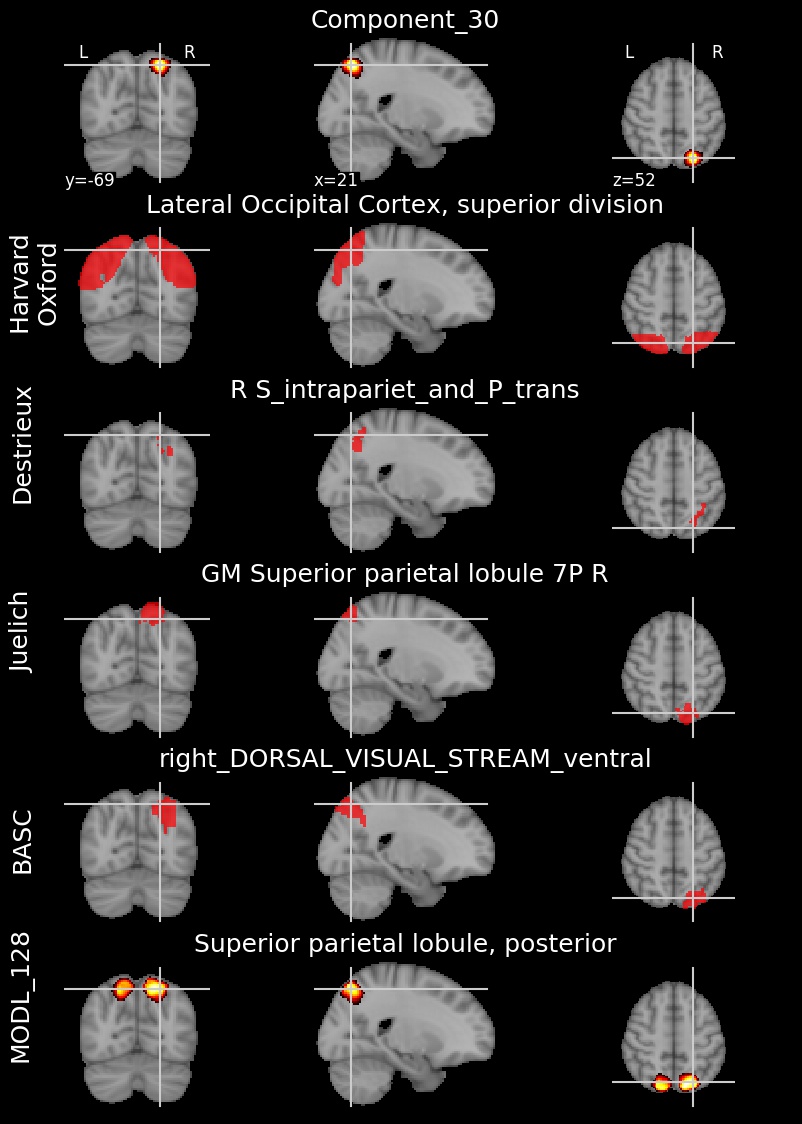 Component_30
L R
L R
y=-69
x=21
z=52
Lateral Occipital Cortex, superior division
Harvard
Oxford
R S_intrapariet_and_P_trans
Destrieux
GM Superior parietal lobule 7P R
Juelich
right_DORSAL_VISUAL_STREAM_ventral
BASC
Superior parietal lobule, posterior
MODL_128